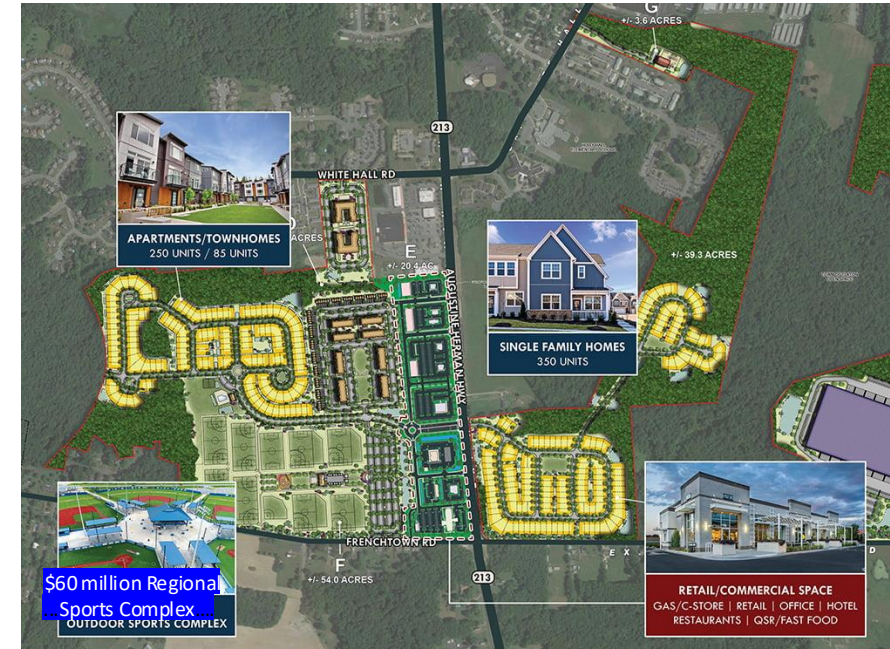 G
+/- 3.6 ACRES
213
WHITE HALL RD
APARTMENTS/TOWNHOMES
250 UNITS / 85 UNITS
ACRES
E
+/- 20.4 AC
AUGUSTINE HERMAN HWY
+/- 39.3 ACRES
SINGLE FAMILY HOMES
350 UNITS
FRENCHTOWN RD
F
+/- 54.0 ACRES
E X
D
213
$60 million Regional
Sports Complex
OUTDOOR SPORTS COMPLEX
RETAIL/COMMERCIAL SPACE
GAS/C-STORE | RETAIL | OFFICE | HOTEL
RESTAURANTS | QSR/FAST FOOD